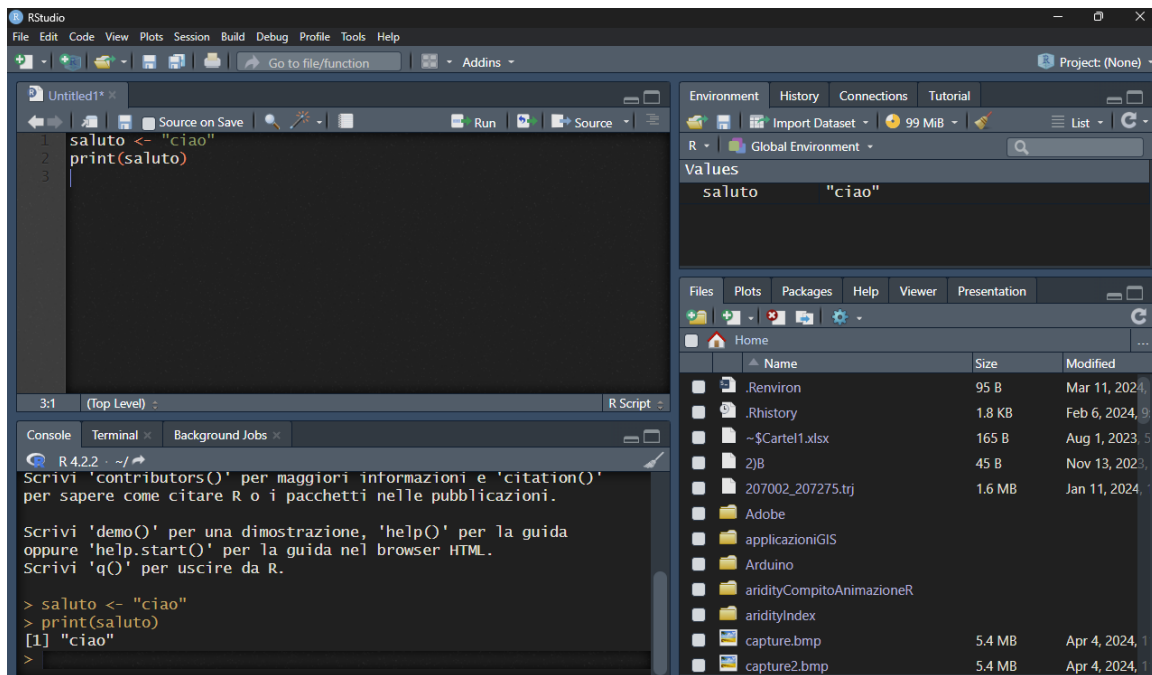 RStudio
File Edit Code View Plots Session Build Debug Profile Tools Help
Go to file/function Addins Project: (None)
Untitled1*
Source on Save Run Source
1 saluto <- "ciao"
2 print(saluto)
3
3:1 (Top Level) R Script
Console Terminal Background Jobs
R 4.2.2 · ~/
Scrivi 'contributors()' per maggiori informazioni e 'citation()'
per sapere come citare R o i pacchetti nelle pubblicazioni.
Scrivi 'demo()' per una dimostrazione, 'help()' per la guida
oppure 'help.start()' per la guida nel browser HTML.
Scrivi 'q()' per uscire da R.
> saluto <- "ciao"
> print(saluto)
[1] "ciao"
>
Environment History Connections Tutorial
Import Dataset 99 MiB List
R Global Environment
Values
saluto "ciao"
Files Plots Packages Help Viewer Presentation
Home ...
Name Size Modified
.Renviron 95 B Mar 11, 2024,
.Rhistory 1.8 KB Feb 6, 2024, 9
~$Cartel1.xlsx 165 B Aug 1, 2023, 5
2)B 45 B Nov 13, 2023,
207002_207275.trj 1.6 MB Jan 11, 2024, 1
Adobe
applicazioniGIS
Arduino
aridityCompitoAnimazioneR
aridityIndex
capture.bmp 5.4 MB Apr 4, 2024, 1
capture2.bmp 5.4 MB Apr 4, 2024, 1